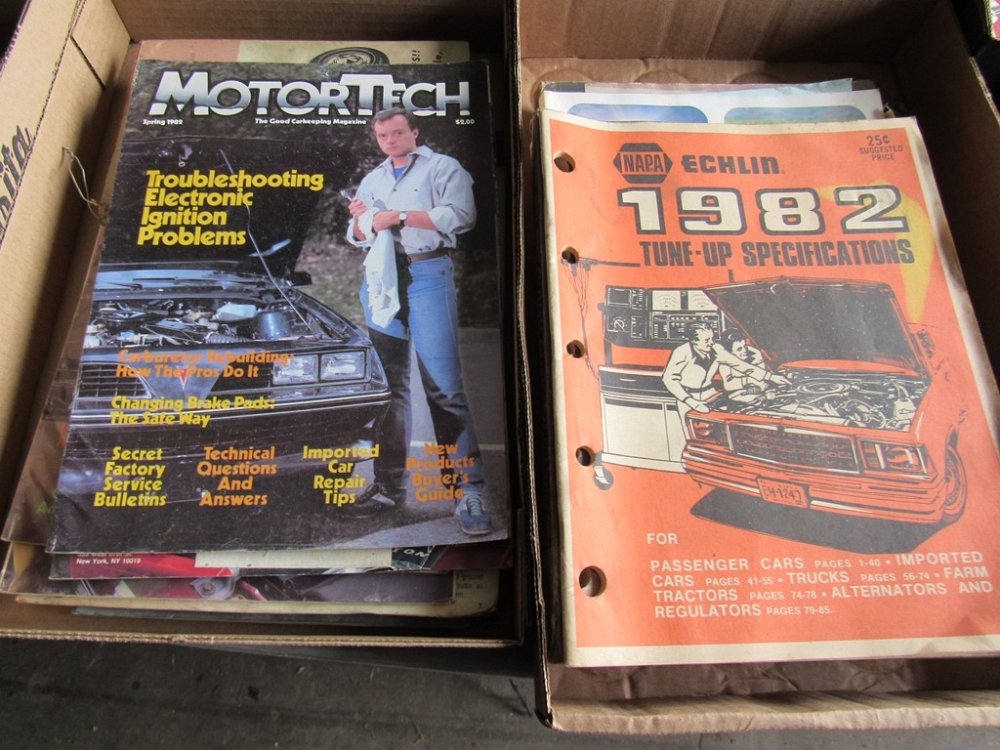 MOTORTECH
Spring 1982
The Good Carkeeping Magazine
$2.00
Troubleshooting
Electronic
Ignition
Problems
Carburetor Rebuilding:
How The Pros Do It
Changing Brake Pads:
The Safe Way
Secret
Factory
Service
Bulletins
Technical
Questions
And
Answers
Imported
Car
Repair
Tips
New
Products
Buyer's
Guide
New York, NY 10019
NAPA ECHLIN
25¢
SUGGESTED
PRICE
1982
TUNE-UP SPECIFICATIONS
FOR
PASSENGER CARS PAGES 1-40 • IMPORTED
CARS PAGES 41-55 • TRUCKS PAGES 56-74 • FARM
TRACTORS PAGES 74-78 • ALTERNATORS AND
REGULATORS PAGES 79-85.